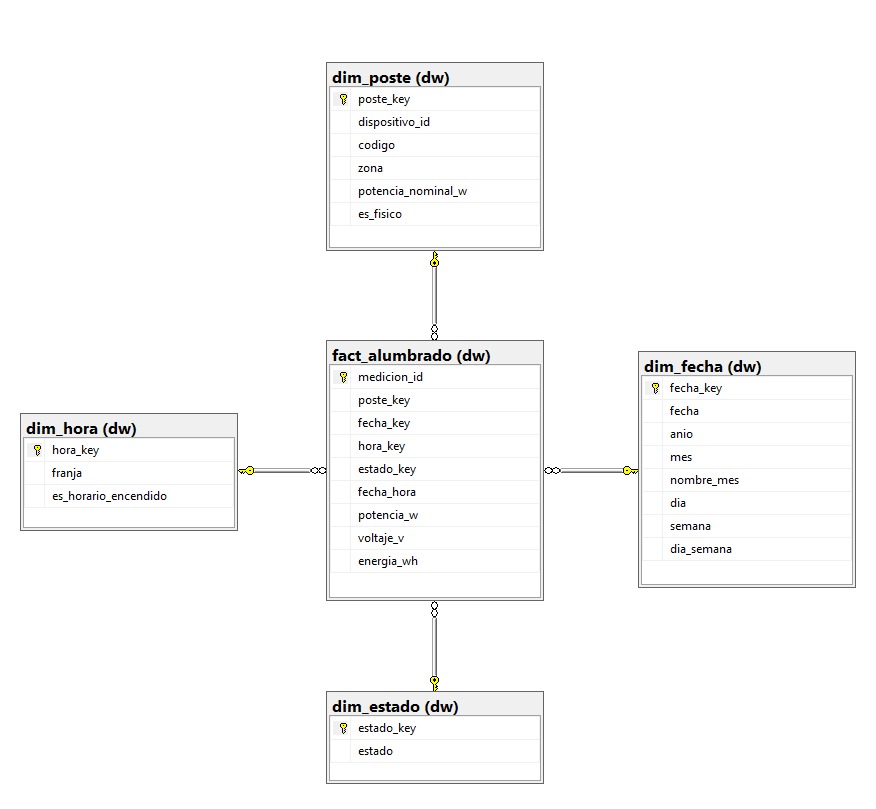 dim_poste (dw)
poste_key
dispositivo_id
codigo
zona
potencia_nominal_w
es_fisico
fact_alumbrado (dw)
medicion_id
poste_key
fecha_key
hora_key
estado_key
fecha_hora
potencia_w
voltaje_v
energia_wh
dim_fecha (dw)
fecha_key
fecha
anio
mes
nombre_mes
dia
semana
dia_semana
dim_hora (dw)
hora_key
franja
es_horario_encendido
dim_estado (dw)
estado_key
estado